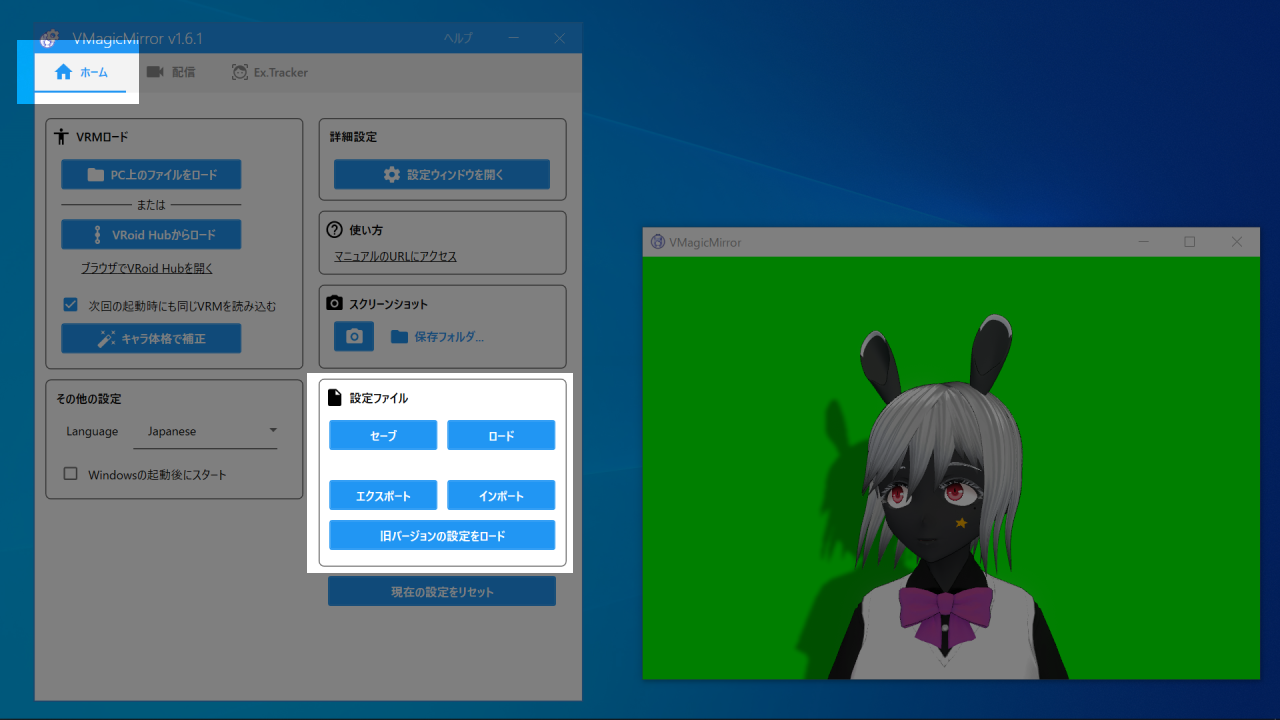 VMagicMirror v1.6.1
ヘルプ
ホーム
配信
Ex.Tracker
VRMロード
PC上のファイルをロード
または
VRoid Hubからロード
ブラウザでVRoid Hubを開く
次回の起動時にも同じVRMを読み込む
キャラ体格で補正
その他の設定
Language Japanese
Windowsの起動後にスタート
詳細設定
設定ウィンドウを開く
使い方
マニュアルのURLにアクセス
スクリーンショット
保存フォルダ...
設定ファイル
セーブ ロード
エクスポート インポート
旧バージョンの設定をロード
現在の設定をリセット
VMagicMirror